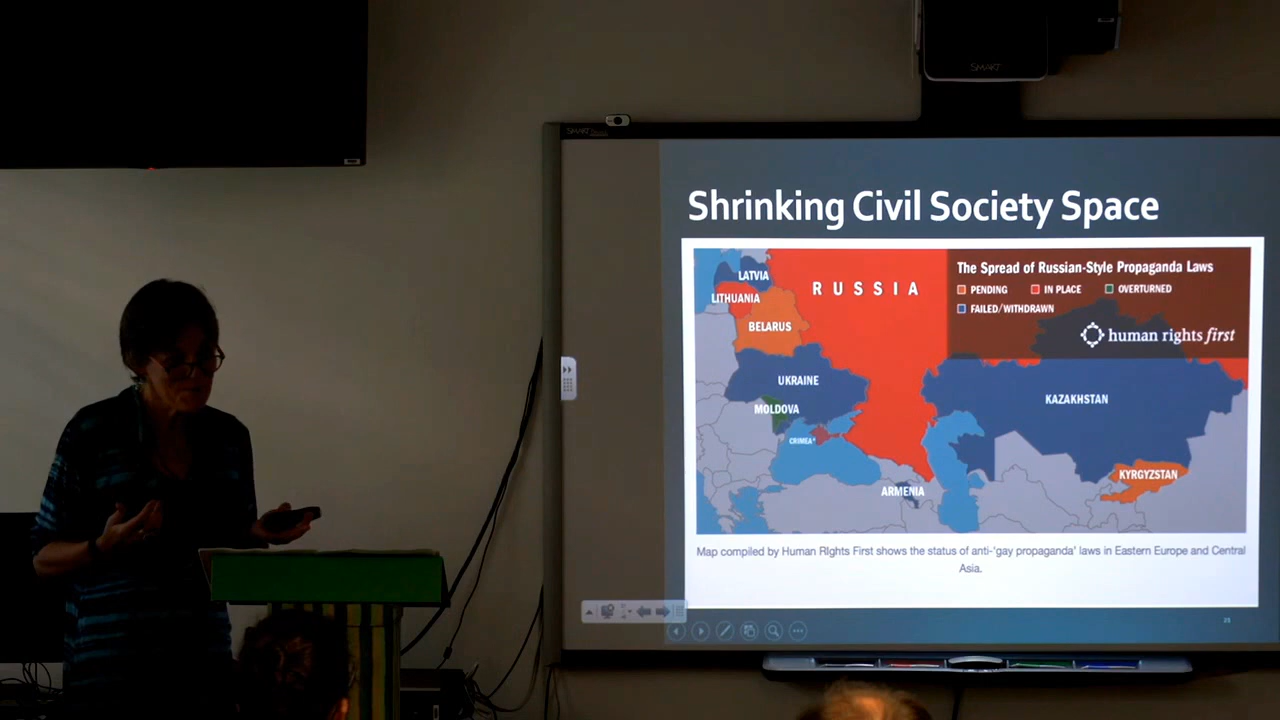 SMART
SMART
Shrinking Civil Society Space
The Spread of Russian-Style Propaganda Laws
PENDING
IN PLACE
OVERTURNED
FAILED/WITHDRAWN
human rights first
LATVIA
RUSSIA
LITHUANIA
BELARUS
UKRAINE
KAZAKHSTAN
MOLDOVA
CRIMEA*
KYRGYZSTAN
ARMENIA
Map compiled by Human RIghts First shows the status of anti-'gay propaganda' laws in Eastern Europe and Central
Asia.